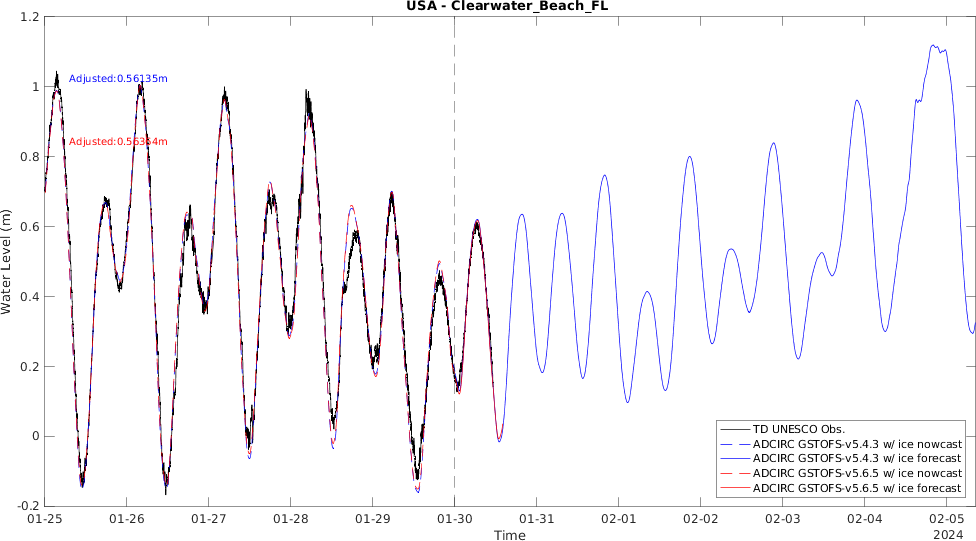 USA - Clearwater_Beach_FL
Water Level (m)
1.2
1
0.8
0.6
0.4
0.2
0
-0.2
Adjusted:0.56135m
Adjusted:0.56364m
TD UNESCO Obs.
ADCIRC GSTOFS-v5.4.3 w/ ice nowcast
ADCIRC GSTOFS-v5.4.3 w/ ice forecast
ADCIRC GSTOFS-v5.6.5 w/ ice nowcast
ADCIRC GSTOFS-v5.6.5 w/ ice forecast
01-25 01-26 01-27 01-28 01-29 01-30 01-31 02-01 02-02 02-03 02-04 02-05
Time
2024